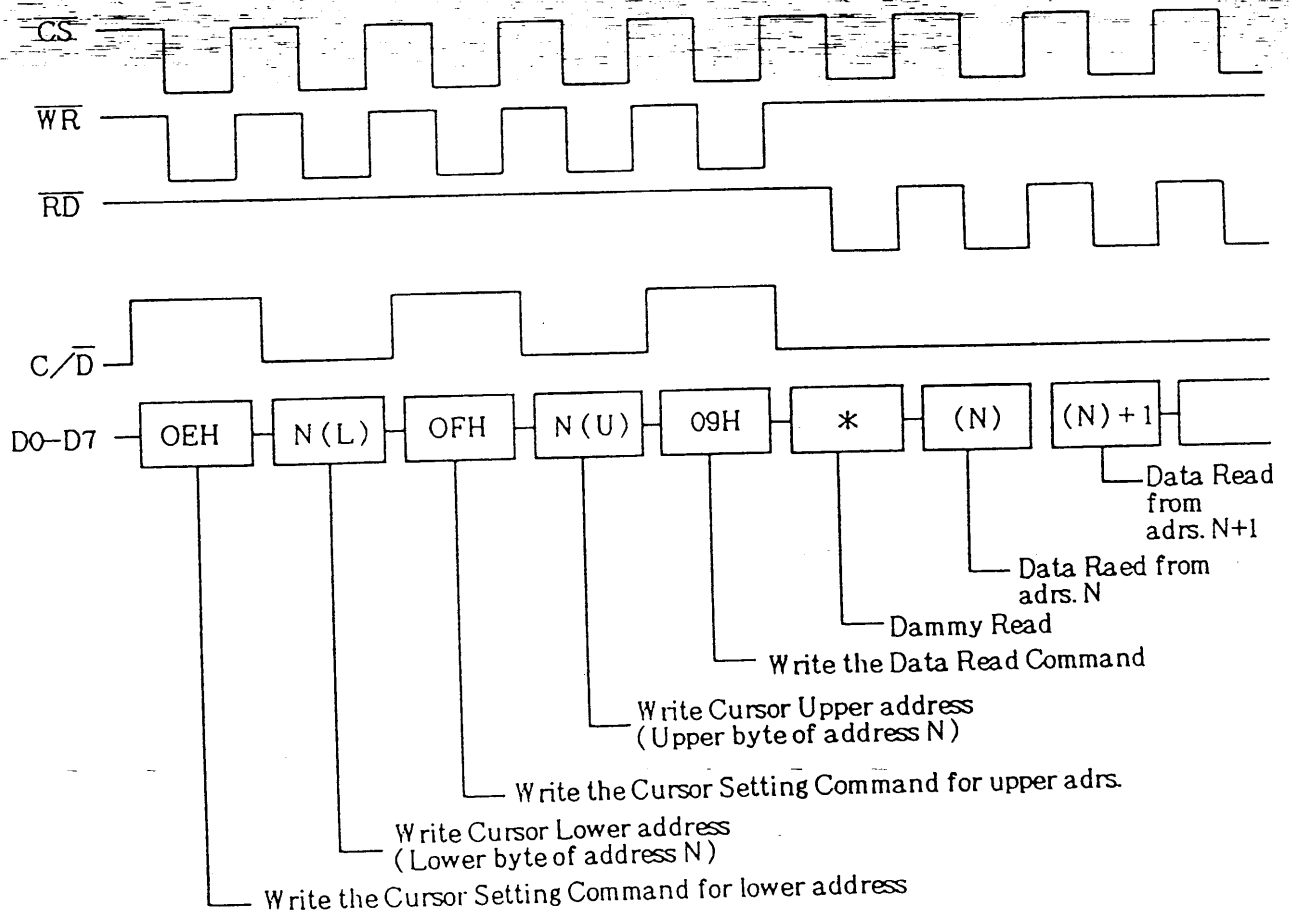 CS
WR
RD
C/D
D0-D7 OEH N(L) OFH N(U) 09H * (N) (N)+1
Data Read
from
adrs. N+1
Data Raed from
adrs. N
Dammy Read
Write the Data Read Command
Write Cursor Upper address
(Upper byte of address N)
Write the Cursor Setting Command for upper adrs.
Write Cursor Lower address
(Lower byte of address N)
Write the Cursor Setting Command for lower address